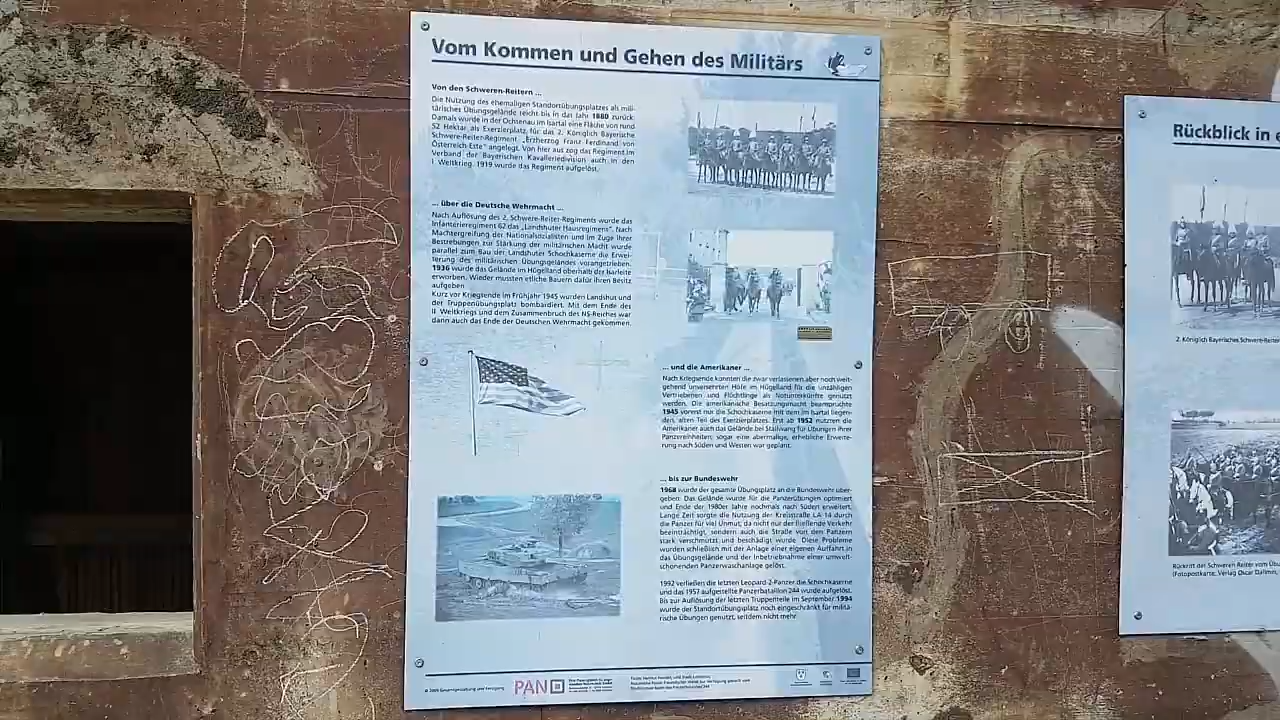 Vom Kommen und Gehen des Militärs
Von den Schweren-Reitern ...
Die Nutzung des ehemaligen Standortübungsplatzes als mili-
tärisches Übungsgelände reicht bis in das Jahr 1880 zurück.
Damals wurde in der Ochsenau im Isartal eine Fläche von rund
52 Hektar als Exerzierplatz für das 2. Königlich Bayerische
Schwere-Reiter-Regiment „Erzherzog Franz Ferdinand von
Österreich Este" angelegt. Von hier aus zog das Regiment im
Verband der Bayerischen Kavalleriedivision auch in den
I. Weltkrieg. 1919 wurde das Regiment aufgelöst.
... über die Deutsche Wehrmacht ...
Nach Auflösung des 2. Schwere-Reiter-Regiments wurde das
Infanterieregiment 62 das „Landshuter Hausregiment". Nach
Machtergreifung der Nationalsozialisten und im Zuge ihrer
Bestrebungen zur Stärkung der militärischen Macht wurde
parallel zum Bau der Landshuter Schochkaserne die Erwei-
terung des militärischen Übungsgeländes vorangetrieben.
1936 wurde das Gelände im Hügelland oberhalb der Isarleite
erworben. Wieder mussten etliche Bauern dafür ihren Besitz
aufgeben.
Kurz vor Kriegsende im Frühjahr 1945 wurden Landshut und
der Truppenübungsplatz bombardiert. Mit dem Ende des
II. Weltkriegs und dem Zusammenbruch des NS-Reiches war
dann auch das Ende der Deutschen Wehrmacht gekommen.
... und die Amerikaner ...
Nach Kriegsende konnten die zwar verlassenen aber noch weit-
gehend unversehrten Höfe im Hügelland für die unzähligen
Vertriebenen und Flüchtlinge als Notunterkünfte genutzt
werden. Die amerikanische Besatzungsmacht beanspruchte
1945 vorerst nur die Schochkaserne mit dem im Isartal liegen-
den, alten Teil des Exerzierplatzes. Erst ab 1952 nutzten die
Amerikaner auch das Gelände bei Stallwang für Übungen ihrer
Panzereinheiten; sogar eine abermalige, erhebliche Erweite-
rung nach Süden und Westen war geplant.
... bis zur Bundeswehr
1968 wurde der gesamte Übungsplatz an die Bundeswehr über-
geben. Das Gelände wurde für die Panzerübungen optimiert
und Ende der 1980er Jahre nochmals nach Süden erweitert.
Lange Zeit sorgte die Nutzung der Kreisstraße LA 14 durch
die Panzer für viel Unmut, da nicht nur der fließende Verkehr
beeinträchtigt, sondern auch die Straße von den Panzern
stark verschmutzt und beschädigt wurde. Diese Probleme
wurden schließlich mit der Anlage einer eigenen Auffahrt in
das Übungsgelände und der Inbetriebnahme einer umwelt-
schonenden Panzerwaschanlage gelöst.
1992 verließen die letzten Leopard-2-Panzer die Schochkaserne
und das 1957 aufgestellte Panzerbataillon 244 wurde aufgelöst.
Bis zur Auflösung der letzten Truppenteile im September 1994
wurde der Standortübungsplatz noch eingeschränkt für militä-
rische Übungen genutzt, seitdem nicht mehr.
PAN
Rückblick in
2. Königlich Bayerisches Schwere-Reiter
Rückritt der Schweren Reiter vom Übu
(Fotopostkarte: Verlag Oscar Dallmer,